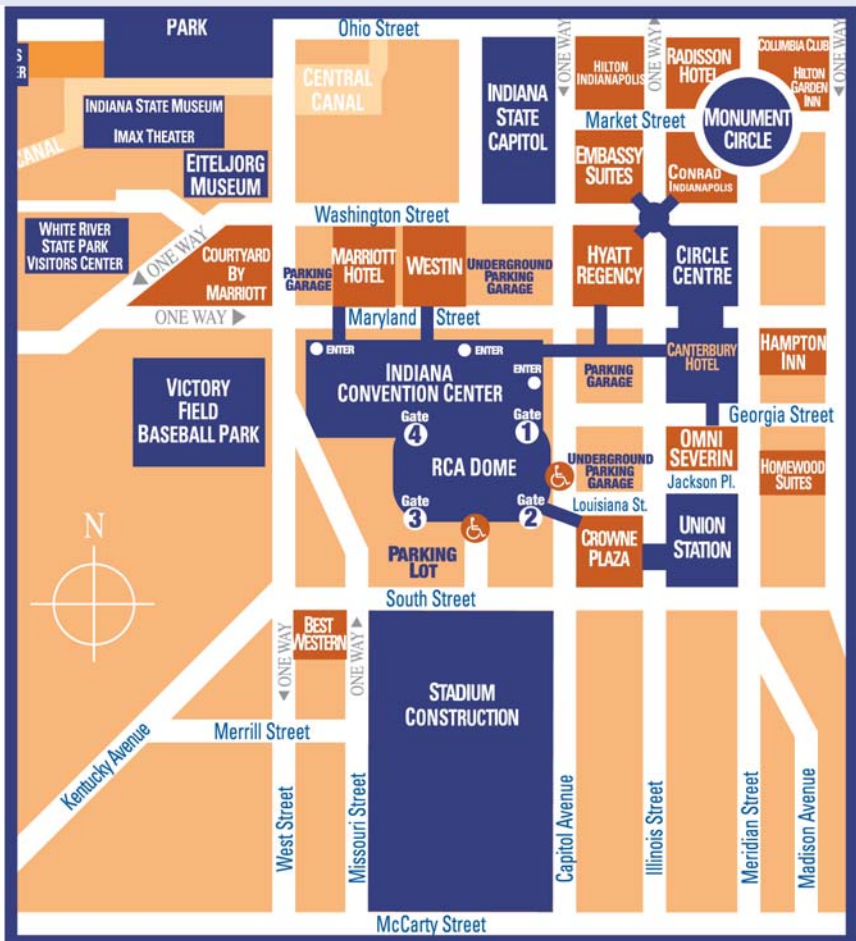 PARK
Ohio Street
ONE WAY
ONE WAY
ONE WAY
HILTON
INDIANAPOLIS
RADISSON
HOTEL
COLUMBIA CLUB
HILTON
GARDEN
INN
CENTRAL
CANAL
INDIANA
STATE
CAPITOL
INDIANA STATE MUSEUM
IMAX THEATER
CANAL
Market Street
MONUMENT
CIRCLE
EITELJORG
MUSEUM
EMBASSY
SUITES
CONRAD
INDIANAPOLIS
Washington Street
WHITE RIVER
STATE PARK
VISITORS CENTER
ONE WAY
COURTYARD
BY
MARRIOTT
PARKING
GARAGE
MARRIOTT
HOTEL
WESTIN
UNDERGROUND
PARKING
GARAGE
HYATT
REGENCY
CIRCLE
CENTRE
ONE WAY
Maryland Street
ENTER
ENTER
ENTER
INDIANA
CONVENTION CENTER
PARKING
GARAGE
CANTERBURY
HOTEL
HAMPTON
INN
VICTORY
FIELD
BASEBALL PARK
Georgia Street
Gate
4
Gate
1
RCA DOME
UNDERGROUND
PARKING
GARAGE
OMNI
SEVERIN
Jackson Pl.
HOMEWOOD
SUITES
Gate
3
Gate
2
Louisiana St.
N
PARKING
LOT
CROWNE
PLAZA
UNION
STATION
South Street
BEST
WESTERN
ONE WAY
ONE WAY
STADIUM
CONSTRUCTION
Merrill Street
Kentucky Avenue
West Street
Missouri Street
Capitol Avenue
Illinois Street
Meridian Street
Madison Avenue
McCarty Street